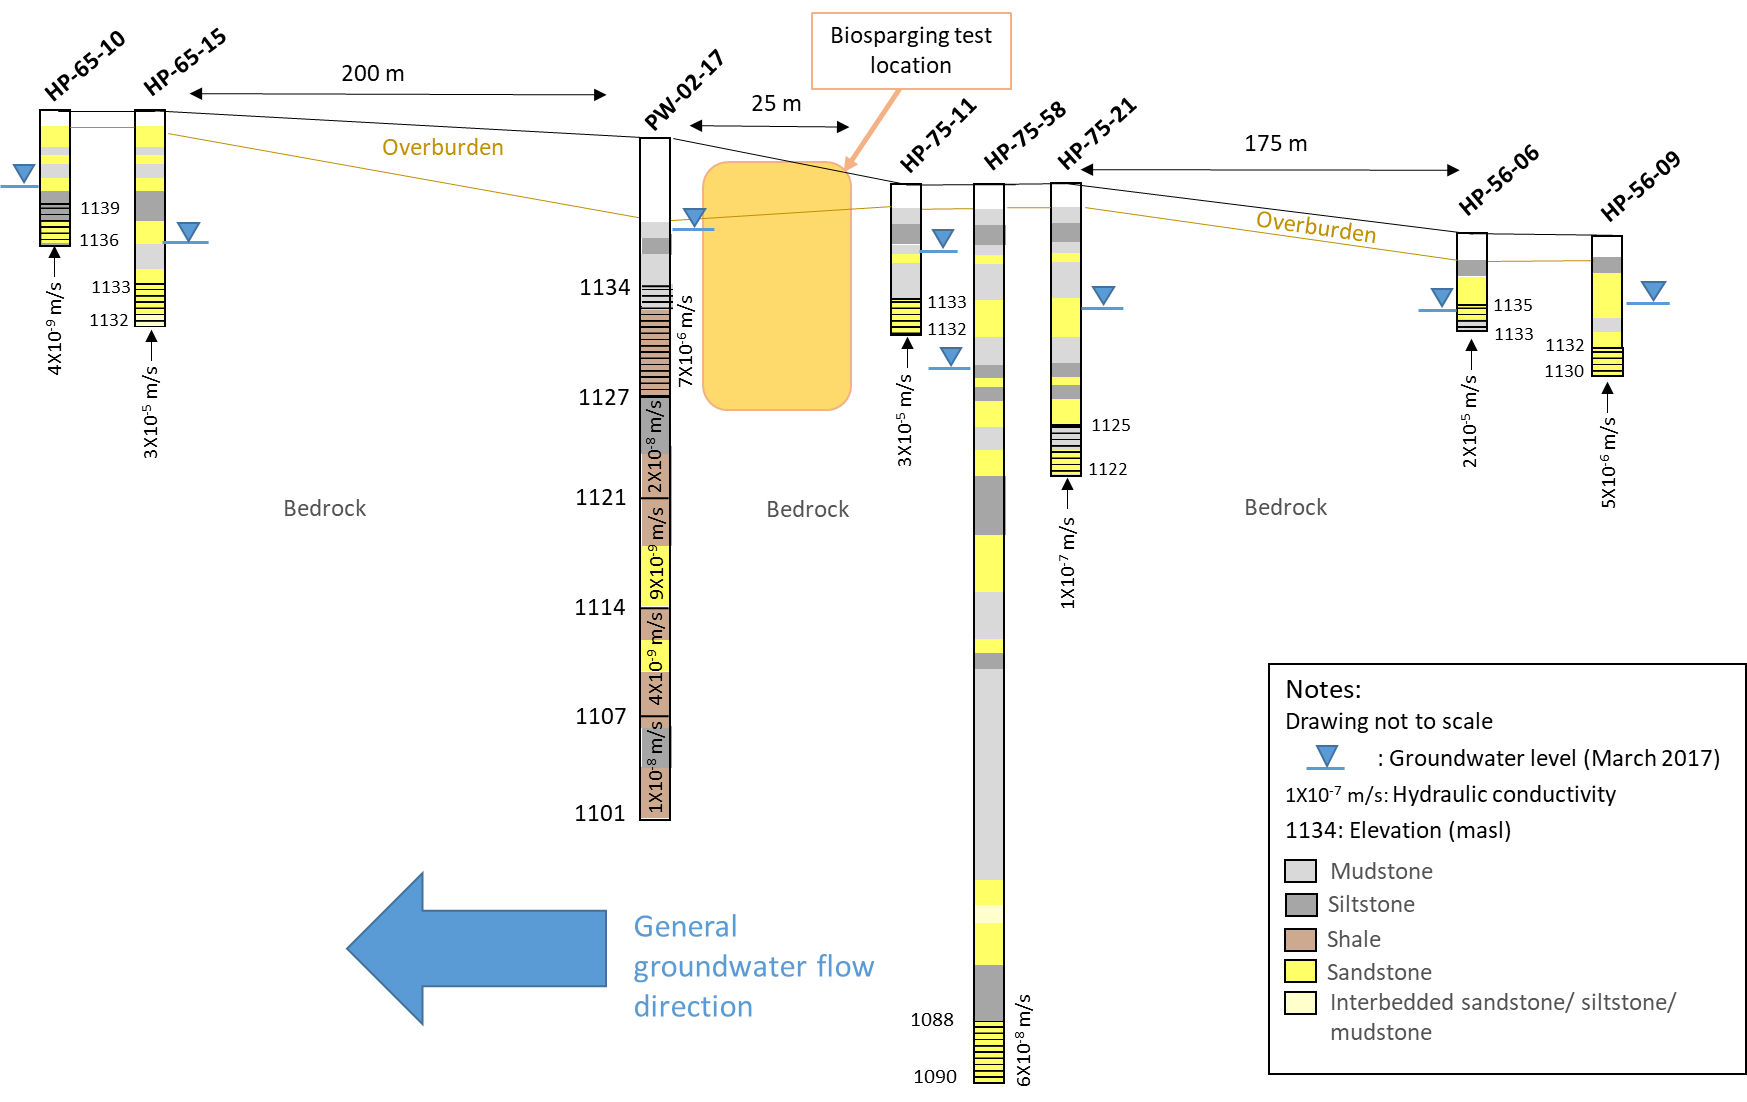 HP-65-10
HP-65-15
200 m
PW-02-17
25 m
Biosparging test
location
HP-75-11
HP-75-58
HP-75-21
175 m
HP-56-06
HP-56-09
Overburden
Overburden
1139
1136
4X10-9 m/s
1133
1132
3X10-5 m/s
1134
7X10-6 m/s
1127
2X10-8 m/s
1121
9X10-9 m/s
1114
4X10-9 m/s
1107
1X10-8 m/s
1101
1133
1132
3X10-5 m/s
1088
1090
6X10-8 m/s
1125
1122
1X10-7 m/s
1135
1133
2X10-5 m/s
1132
1130
5X10-6 m/s
Bedrock
Bedrock
Bedrock
General
groundwater flow
direction
Notes:
Drawing not to scale
: Groundwater level (March 2017)
1X10-7 m/s: Hydraulic conductivity
1134: Elevation (masl)
Mudstone
Siltstone
Shale
Sandstone
Interbedded sandstone/ siltstone/
mudstone